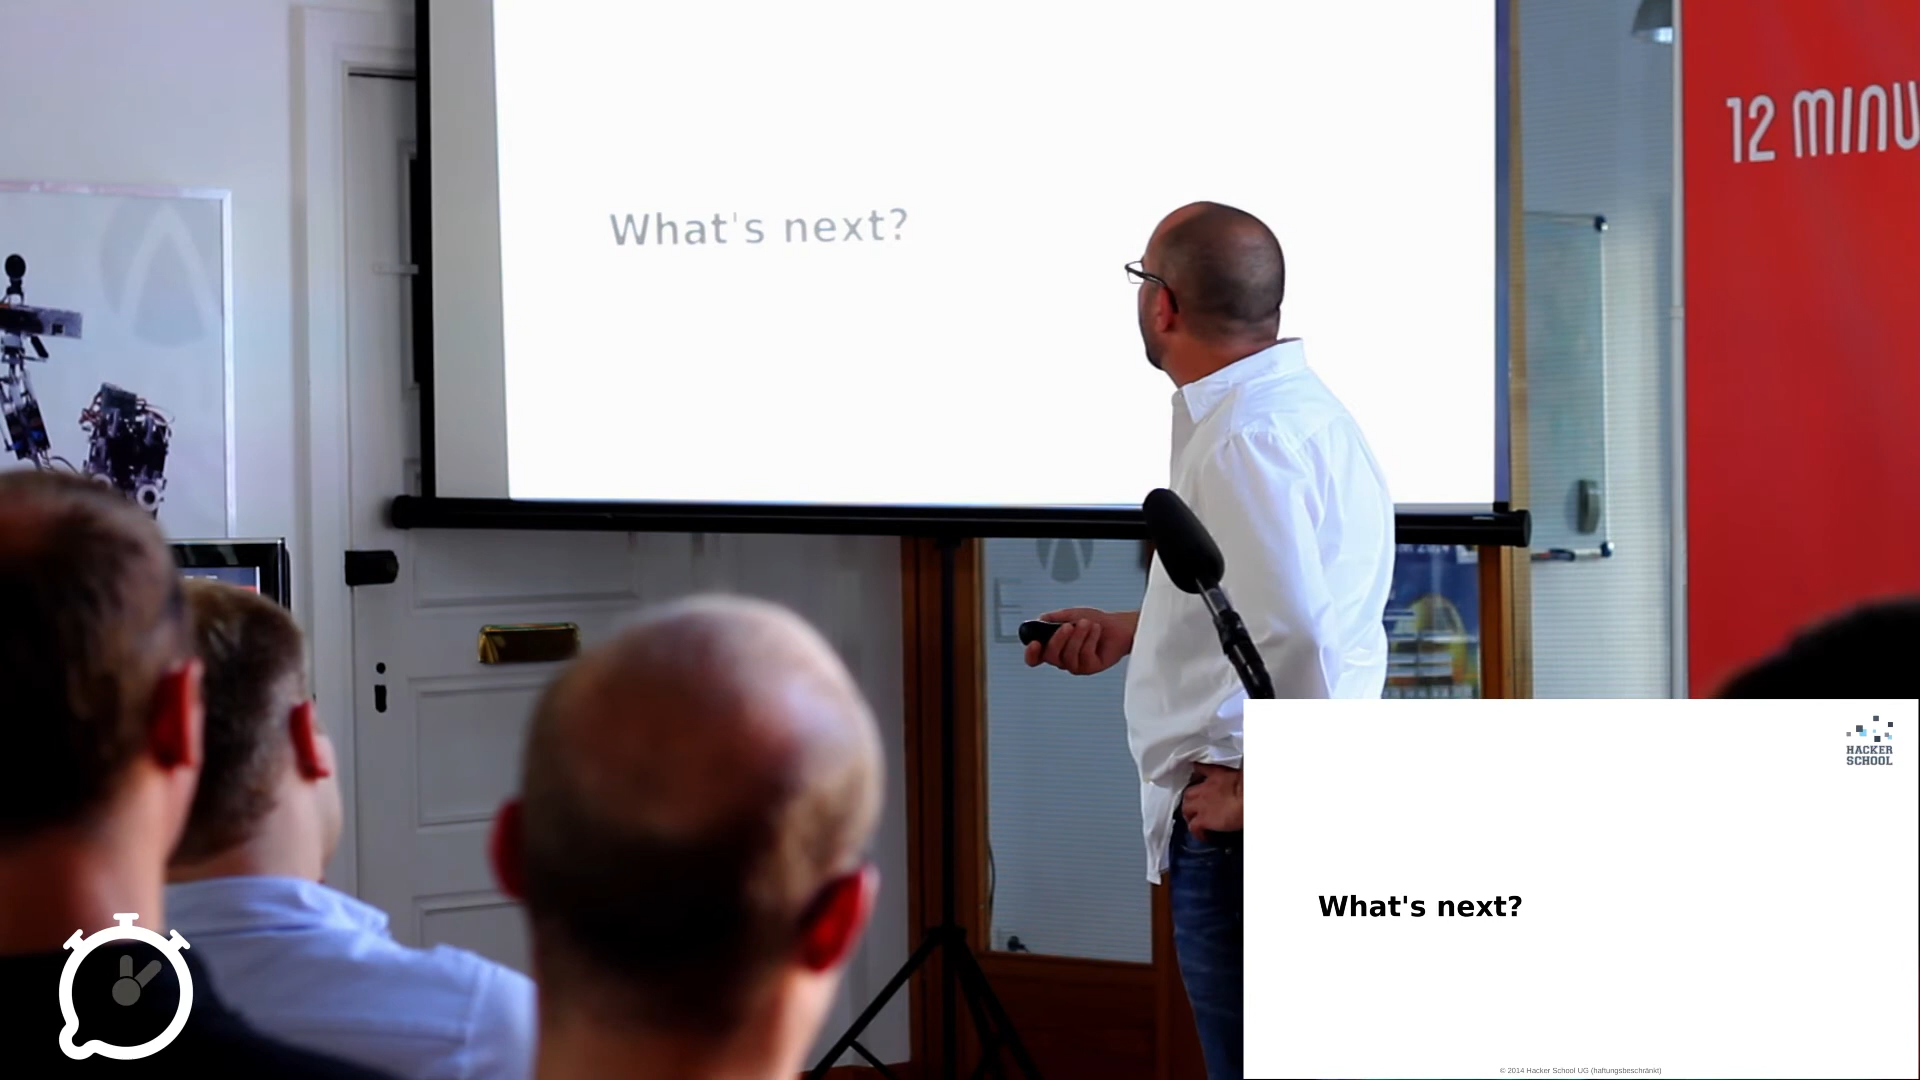 What's next?
12 MINU
HACKER
SCHOOL
What's next?
© 2014 Hacker School UG (haftungsbeschränkt)